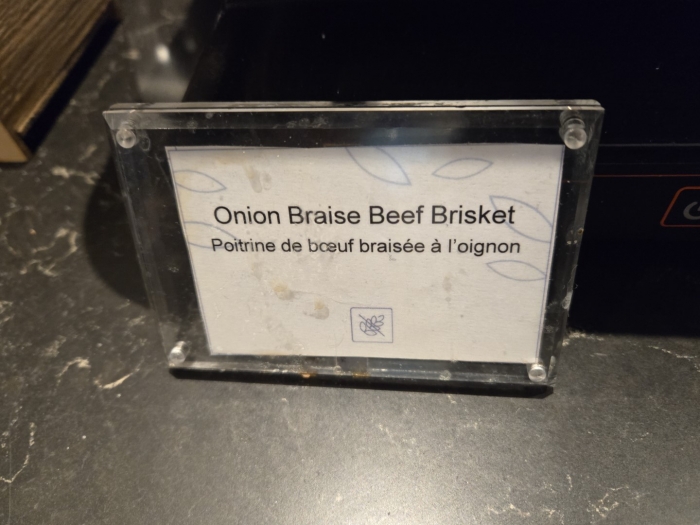 Onion Braise Beef Brisket
Poitrine de bœuf braisée à l'oignon